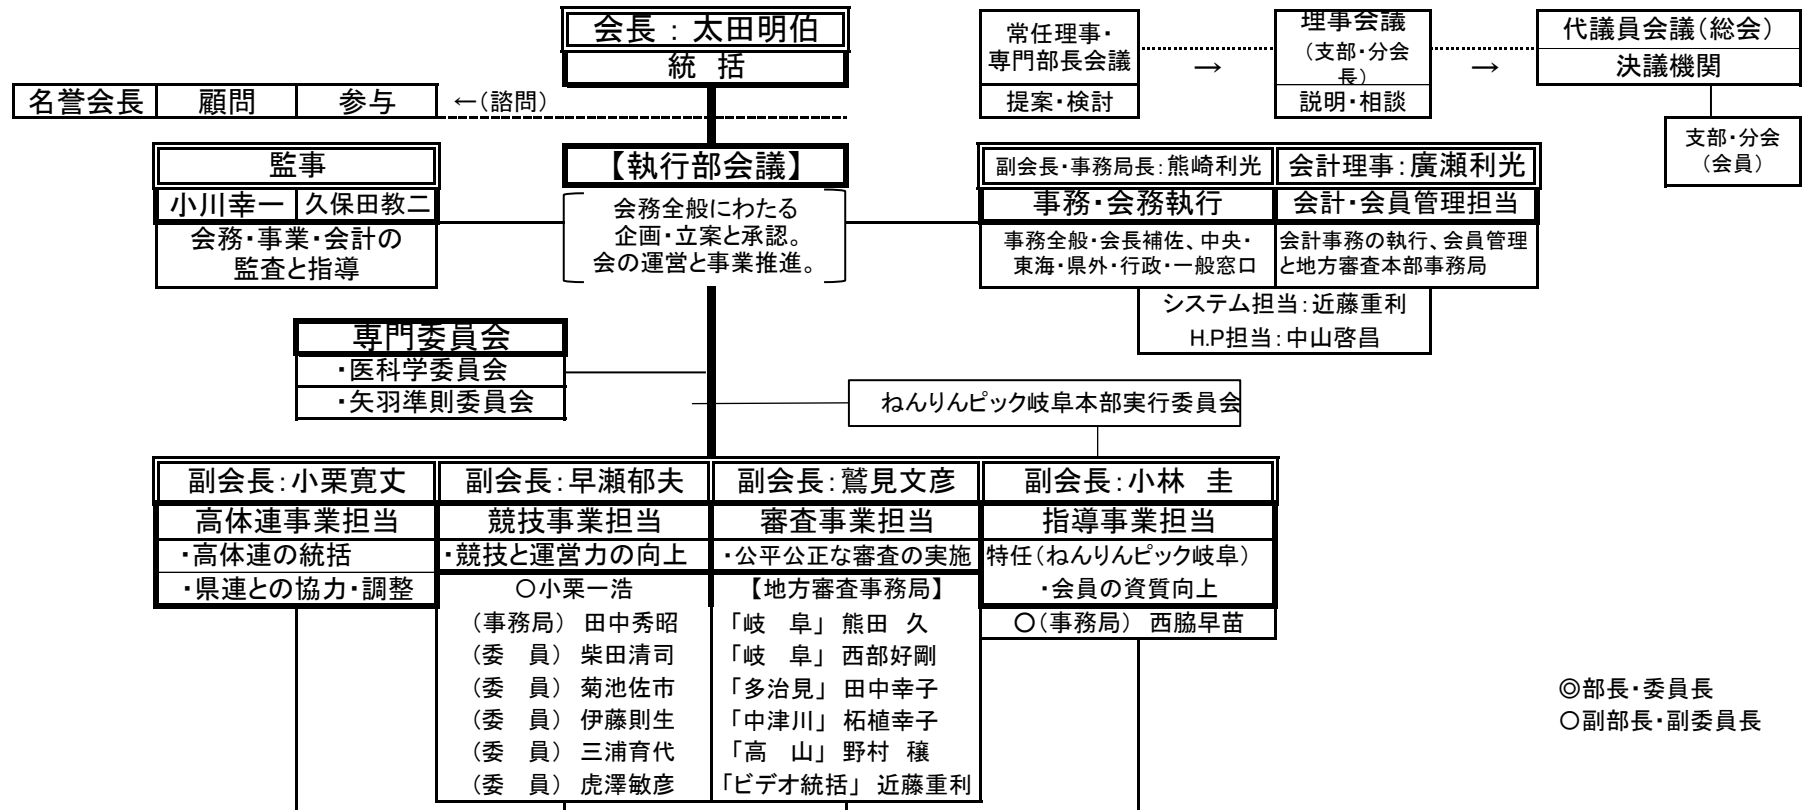 会長 : 太田明伯
統 括
名誉会長 顧問 参与 ←(諮問)
常任理事・
専門部長会議
提案・検討
→
理事会議
(支部・分会
長)
説明・相談
→
代議員会議(総会)
決議機関
支部・分会
(会員)
監事
小川幸一 久保田教二
会務・事業・会計の
監査と指導
【執行部会議】
会務全般にわたる
企画・立案と承認。
会の運営と事業推進。
副会長・事務局長:熊崎利光
事務・会務執行
事務全般・会長補佐、中央・
東海・県外・行政・一般窓口
会計理事:廣瀬利光
会計・会員管理担当
会計事務の執行、会員管理
と地方審査本部事務局
システム担当:近藤重利
H.P担当:中山啓昌
専門委員会
・医科学委員会
・矢羽準則委員会
ねんりんピック岐阜本部実行委員会
副会長:小栗寛丈
高体連事業担当
・高体連の統括
・県連との協力・調整
副会長:早瀬郁夫
競技事業担当
・競技と運営力の向上
○小栗一浩
(事務局) 田中秀昭
(委 員) 柴田清司
(委 員) 菊池佐市
(委 員) 伊藤則生
(委 員) 三浦育代
(委 員) 虎澤敏彦
副会長:鷲見文彦
審査事業担当
・公平公正な審査の実施
【地方審査事務局】
「岐 阜」 熊田 久
「岐 阜」 西部好剛
「多治見」 田中幸子
「中津川」 柘植幸子
「高 山」 野村 穣
「ビデオ統括」 近藤重利
副会長:小林 圭
指導事業担当
特任(ねんりんピック岐阜)
・会員の資質向上
○(事務局) 西脇早苗
◎部長・委員長
○副部長・副委員長